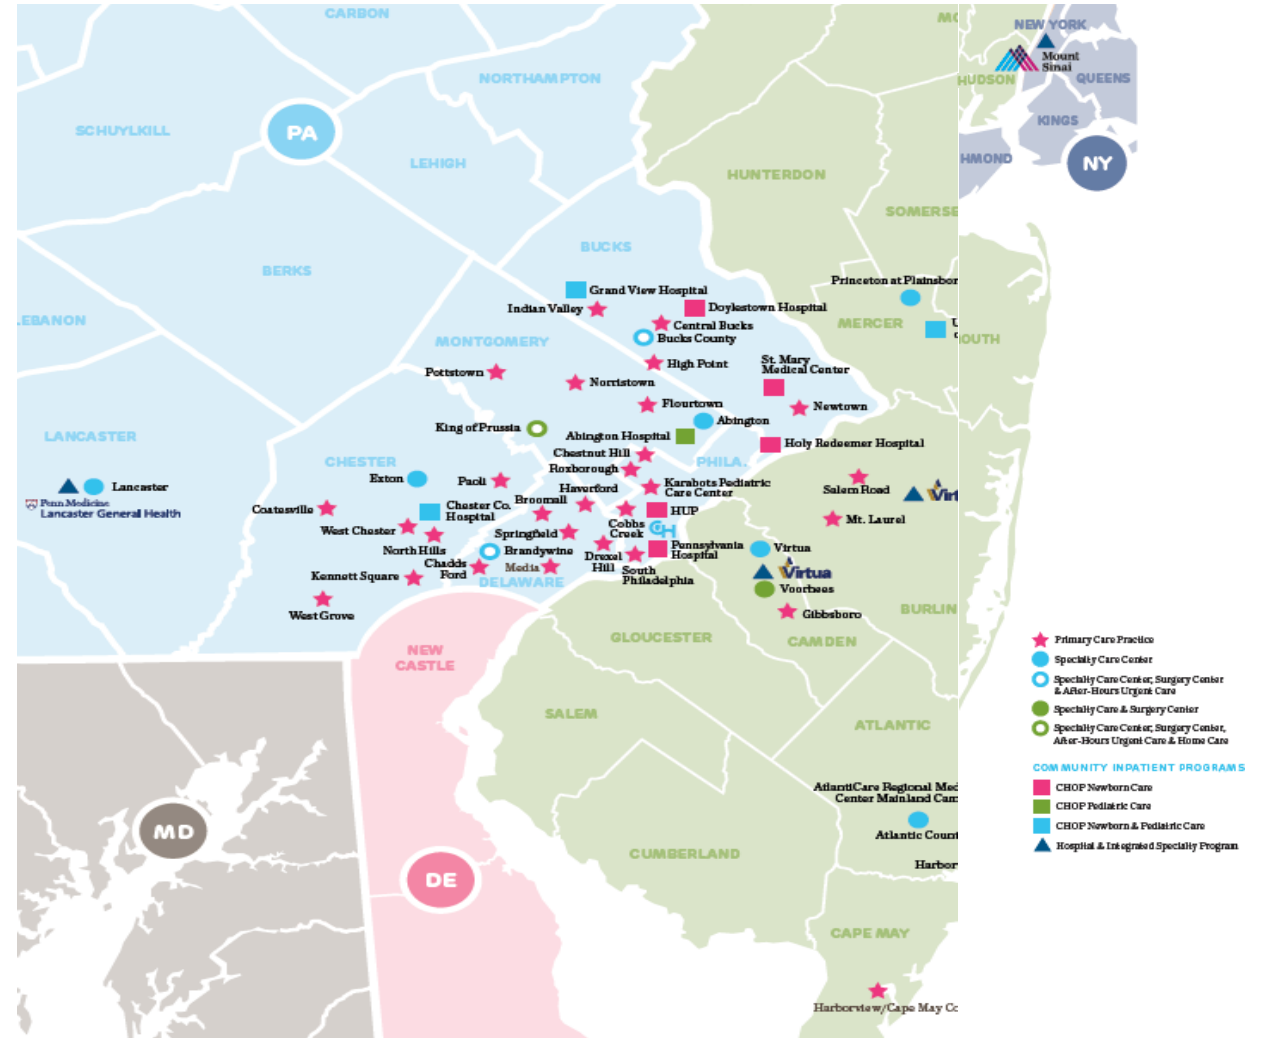 CARBON
MO
NEW YORK
Mount
Sinai
NORTHAMPTON
HUDSON
QUEENS
SCHUYLKILL
PA
KINGS
LEHIGH
HMOND
NY
HUNTERDON
SOMERSE
BUCKS
BERKS
Princeton at Plainsbor
Grand View Hospital
Indian Valley
Doylestown Hospital
EBANON
Central Bucks
MERCER
OUTH
Bucks County
MONTGOMERY
High Point
St. Mary
Medical Center
Pottstown
Norristown
Flourtown
Newtown
Abington
King of Prussia
Abington Hospital
LANCASTER
Holy Redeemer Hospital
Chestnut Hill
CHESTER
PHILA.
Roxborough
Exton
Paoli
Haverford
Karabots Pediatric
Care Center
Salem Road
Virt
Lancaster
Penn Medicine
Lancaster General Health
Broomall
Coatesville
Chester Co.
Hospital
HUP
Mt. Laurel
West Chester
Springfield
Cobbs
Creek
CH
North Hills
Brandywine
Pennsylvania
Hospital
Virtua
Chadds
Ford
Media
Drexel
Hill
South
Philadelphia
Virtua
Kennett Square
DELAWARE
Voorhees
West Grove
Gibbsboro
BURLIN
GLOUCESTER
CAMDEN
NEW
CASTLE
SALEM
ATLANTIC
AtlantiCare Regional Med
Center Mainland Cam
MD
Atlantic Count
CUMBERLAND
Harbor
DE
CAPE MAY
Harborview/Cape May Co
Primary Care Practice
Specialty Care Center
Specialty Care Center, Surgery Center
& After-Hours Urgent Care
Specialty Care & Surgery Center
Specialty Care Center, Surgery Center,
After-Hours Urgent Care & Home Care
COMMUNITY INPATIENT PROGRAMS
CHOP Newborn Care
CHOP Pediatric Care
CHOP Newborn & Pediatric Care
Hospital & Integrated Specialty Program